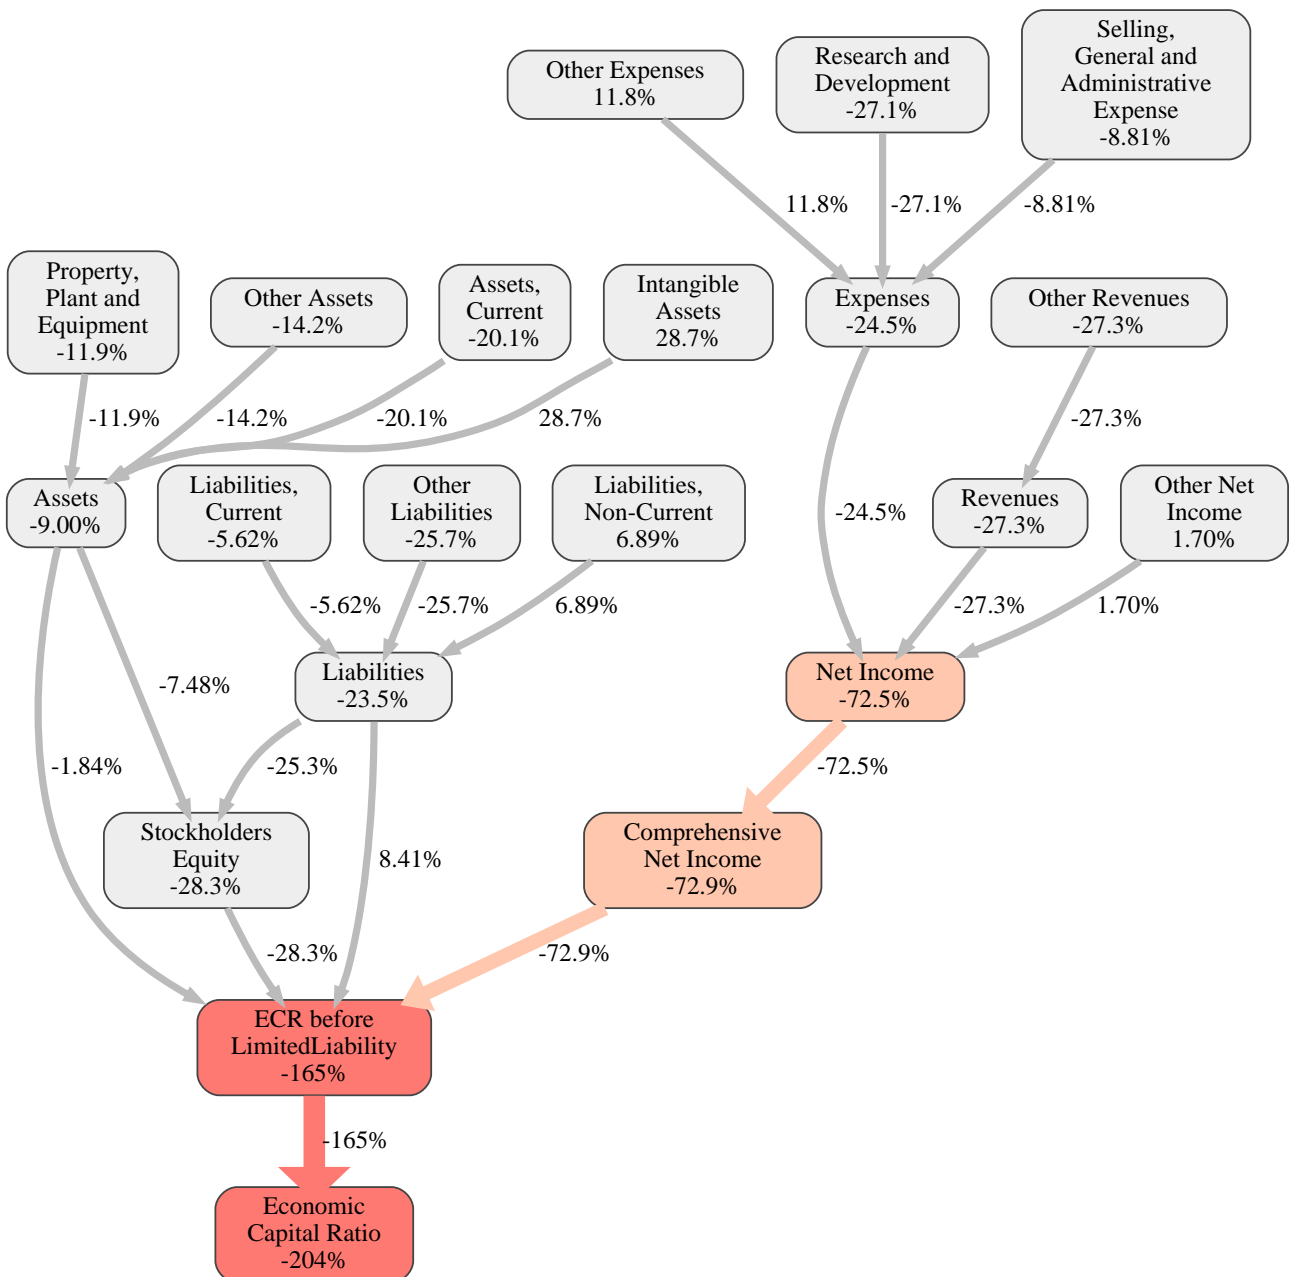 Selling,
General and
Administrative
Expense
-8.81%
Research and
Development
-27.1%
Other Expenses
11.8%
11.8%
-27.1%
-8.81%
Property,
Plant and
Equipment
-11.9%
Other Assets
-14.2%
Assets,
Current
-20.1%
Intangible
Assets
28.7%
Expenses
-24.5%
Other Revenues
-27.3%
-11.9%
-14.2%
-20.1%
28.7%
-27.3%
Assets
-9.00%
Liabilities,
Current
-5.62%
Other
Liabilities
-25.7%
Liabilities,
Non-Current
6.89%
-24.5%
Revenues
-27.3%
Other Net
Income
1.70%
-5.62%
-25.7%
6.89%
-27.3%
1.70%
-7.48%
Liabilities
-23.5%
Net Income
-72.5%
-1.84%
-25.3%
-72.5%
Stockholders
Equity
-28.3%
8.41%
Comprehensive
Net Income
-72.9%
-28.3%
-72.9%
ECR before
LimitedLiability
-165%
-165%
Economic
Capital Ratio
-204%